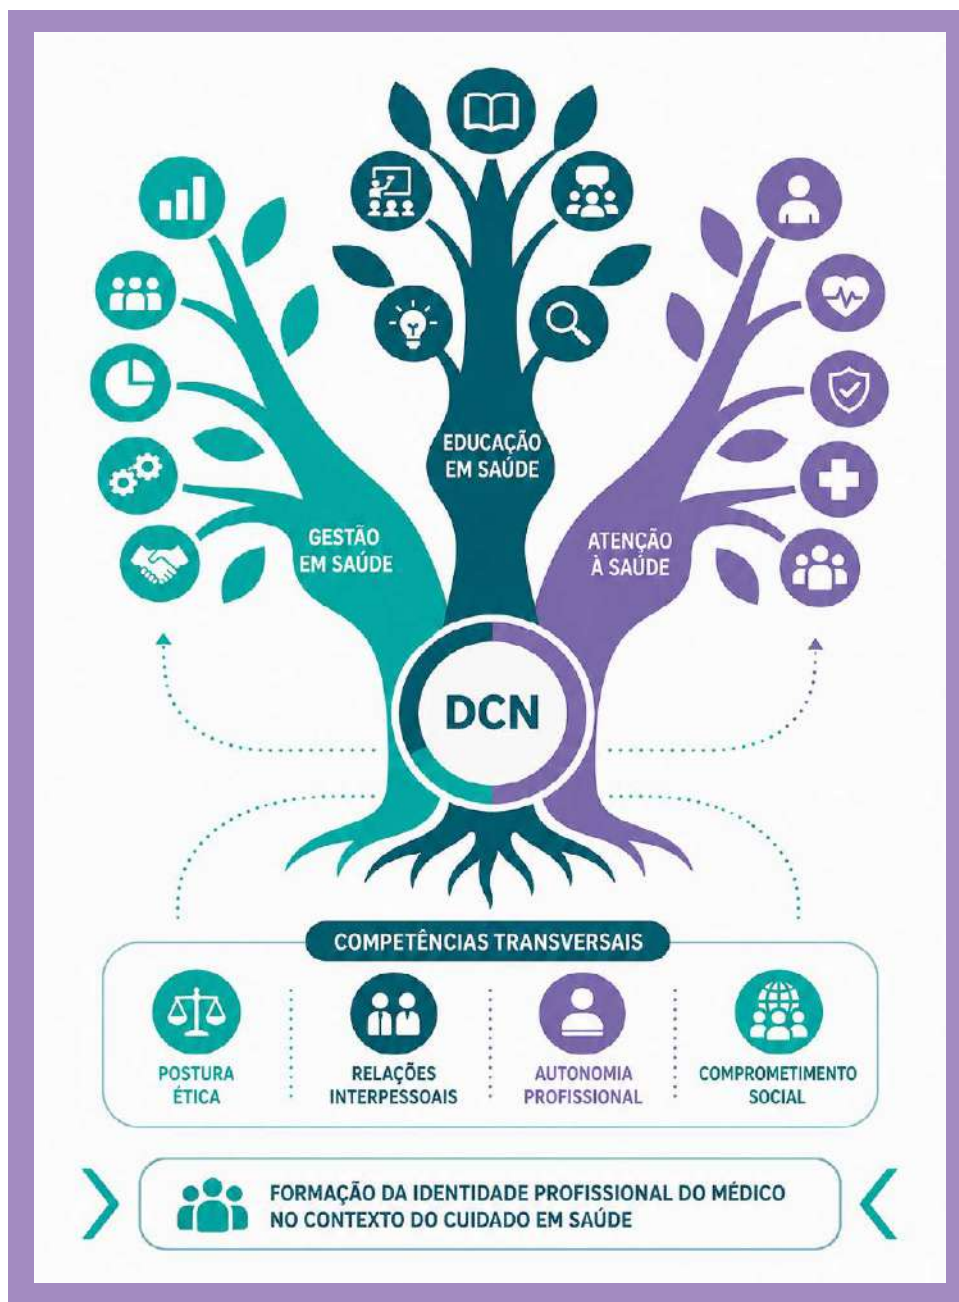 EDUCAÇÃO
EM SAÚDE
GESTÃO
EM SAÚDE
ATENÇÃO
À SAÚDE
DCN
COMPETÊNCIAS TRANSVERSAIS
POSTURA
ÉTICA
RELAÇÕES
INTERPESSOAIS
AUTONOMIA
PROFISSIONAL
COMPROMETIMENTO
SOCIAL
FORMAÇÃO DA IDENTIDADE PROFISSIONAL DO MÉDICO
NO CONTEXTO DO CUIDADO EM SAÚDE